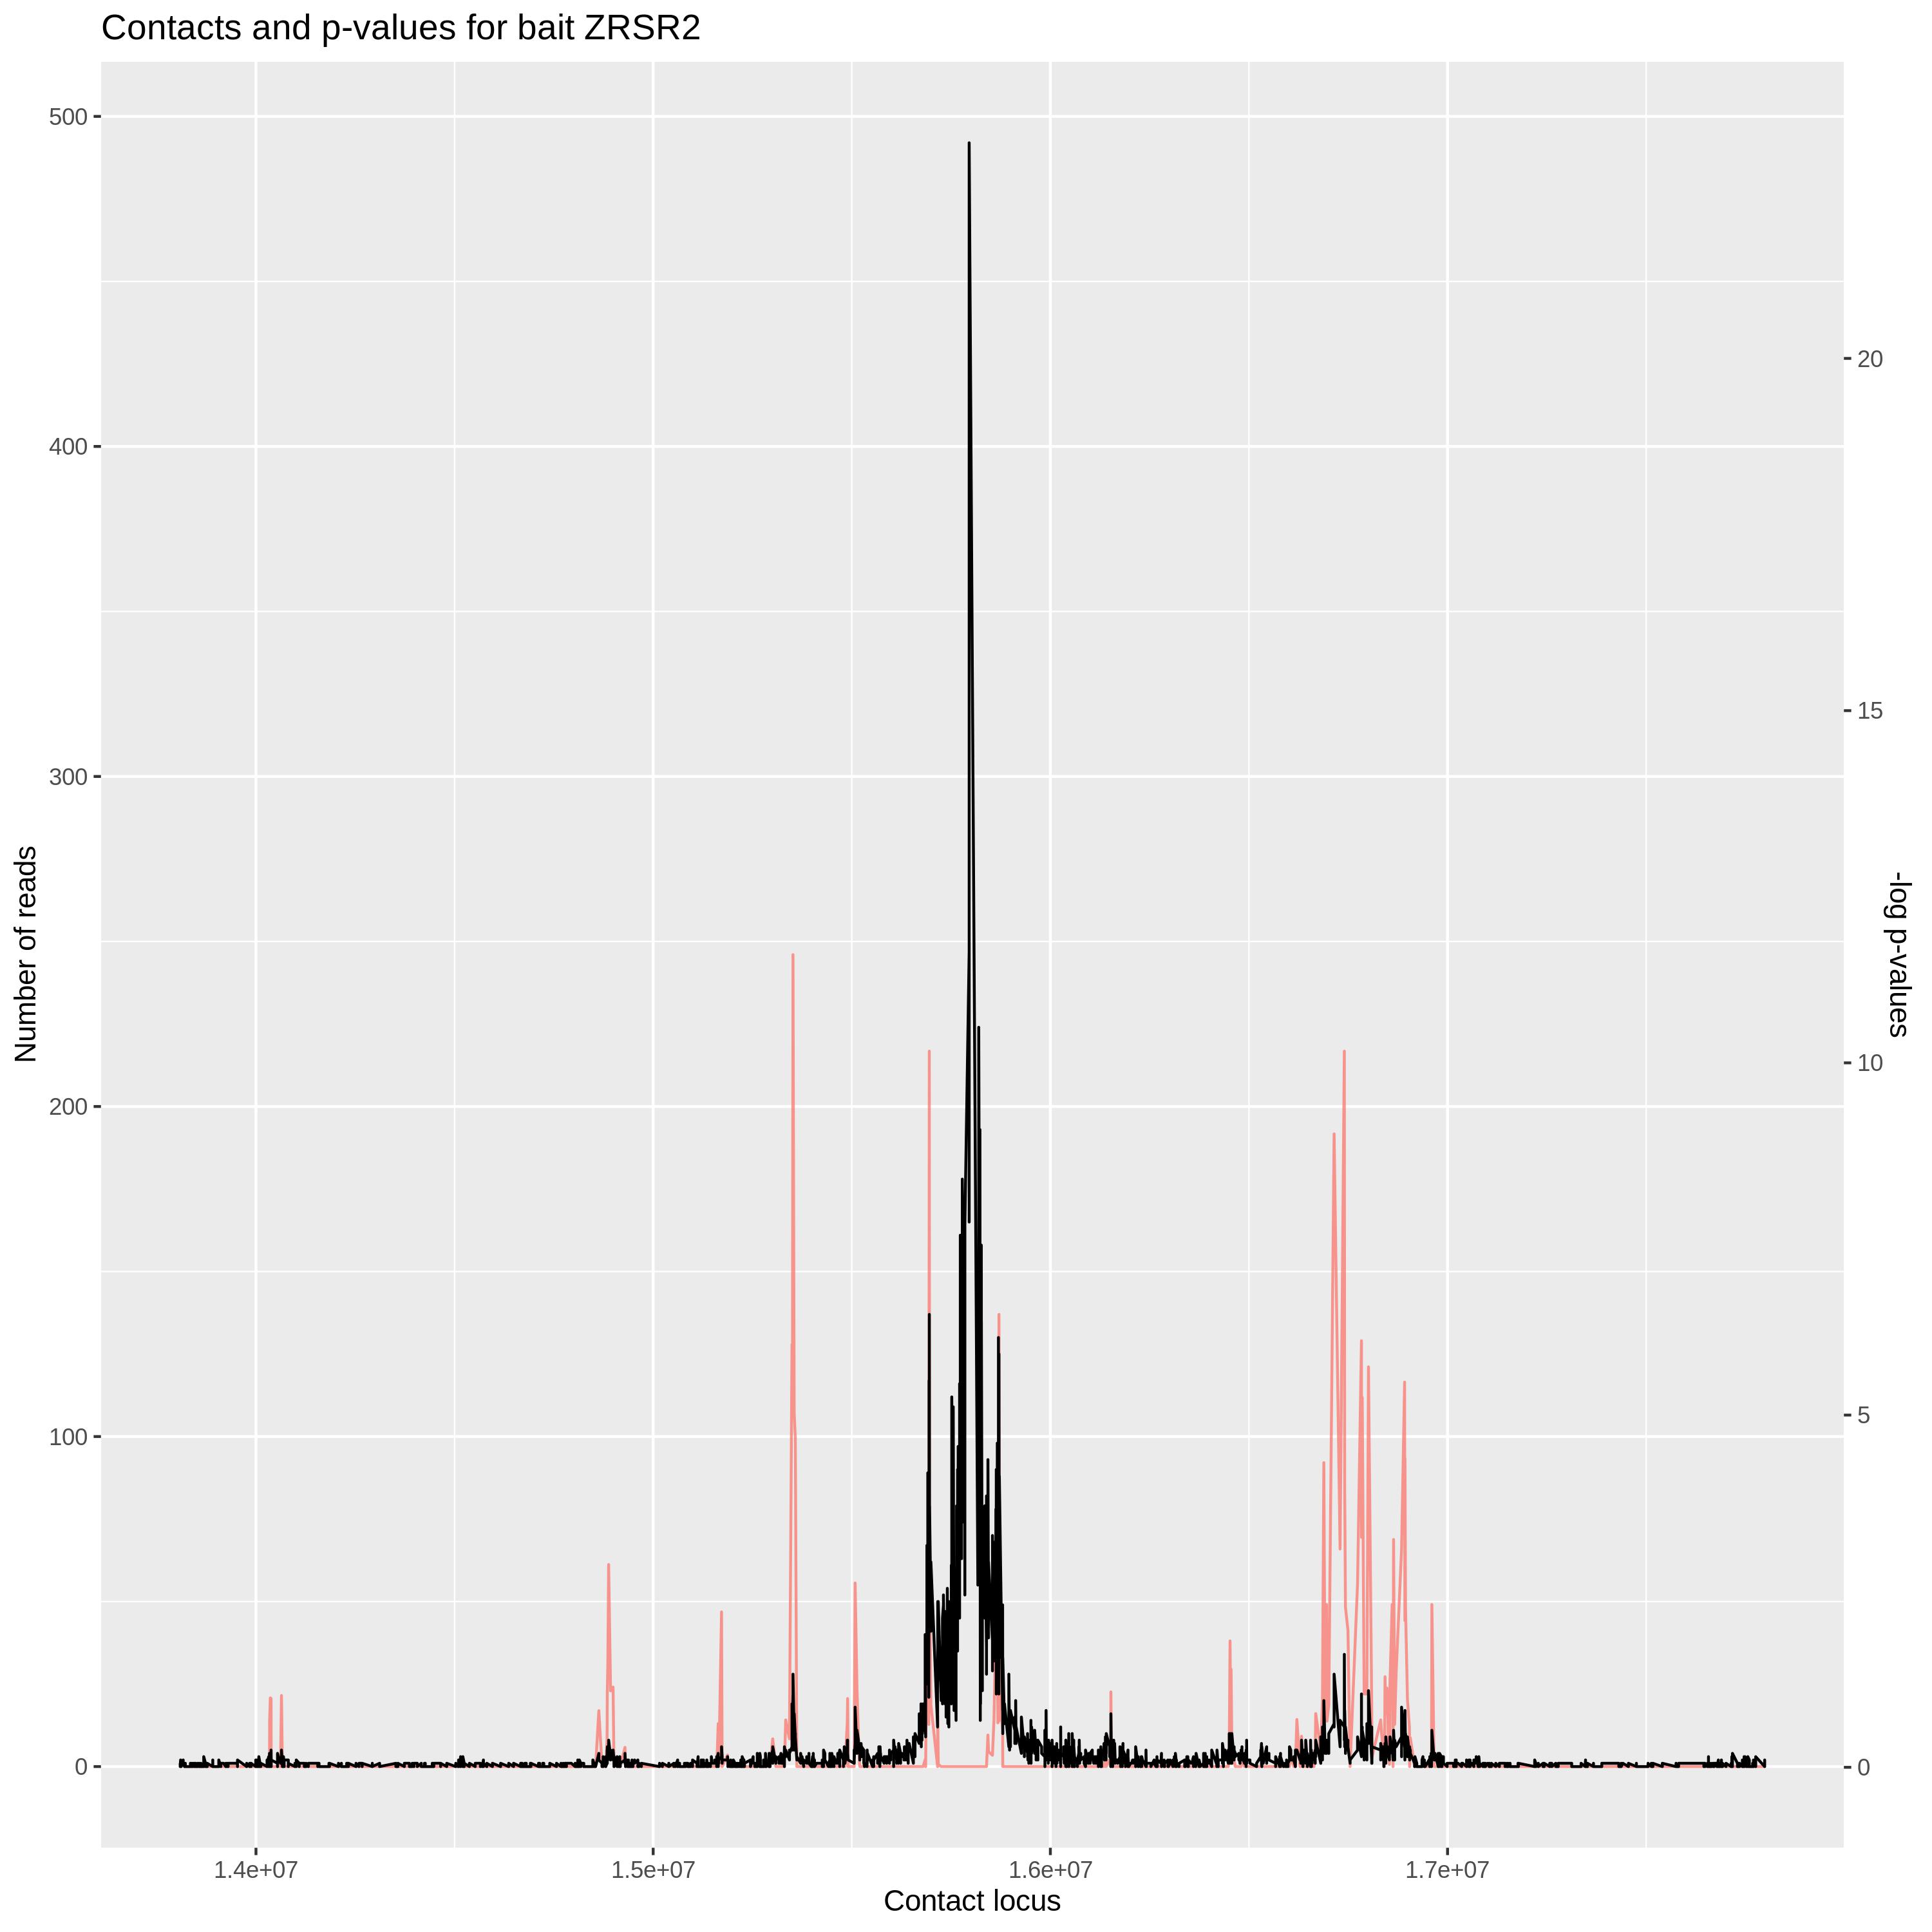 Contacts and p-values for bait ZRSR2
500
400
300
200
100
0
Number of reads
20
15
10
5
0
-log p-values
1.4e+07
1.5e+07
1.6e+07
1.7e+07
Contact locus